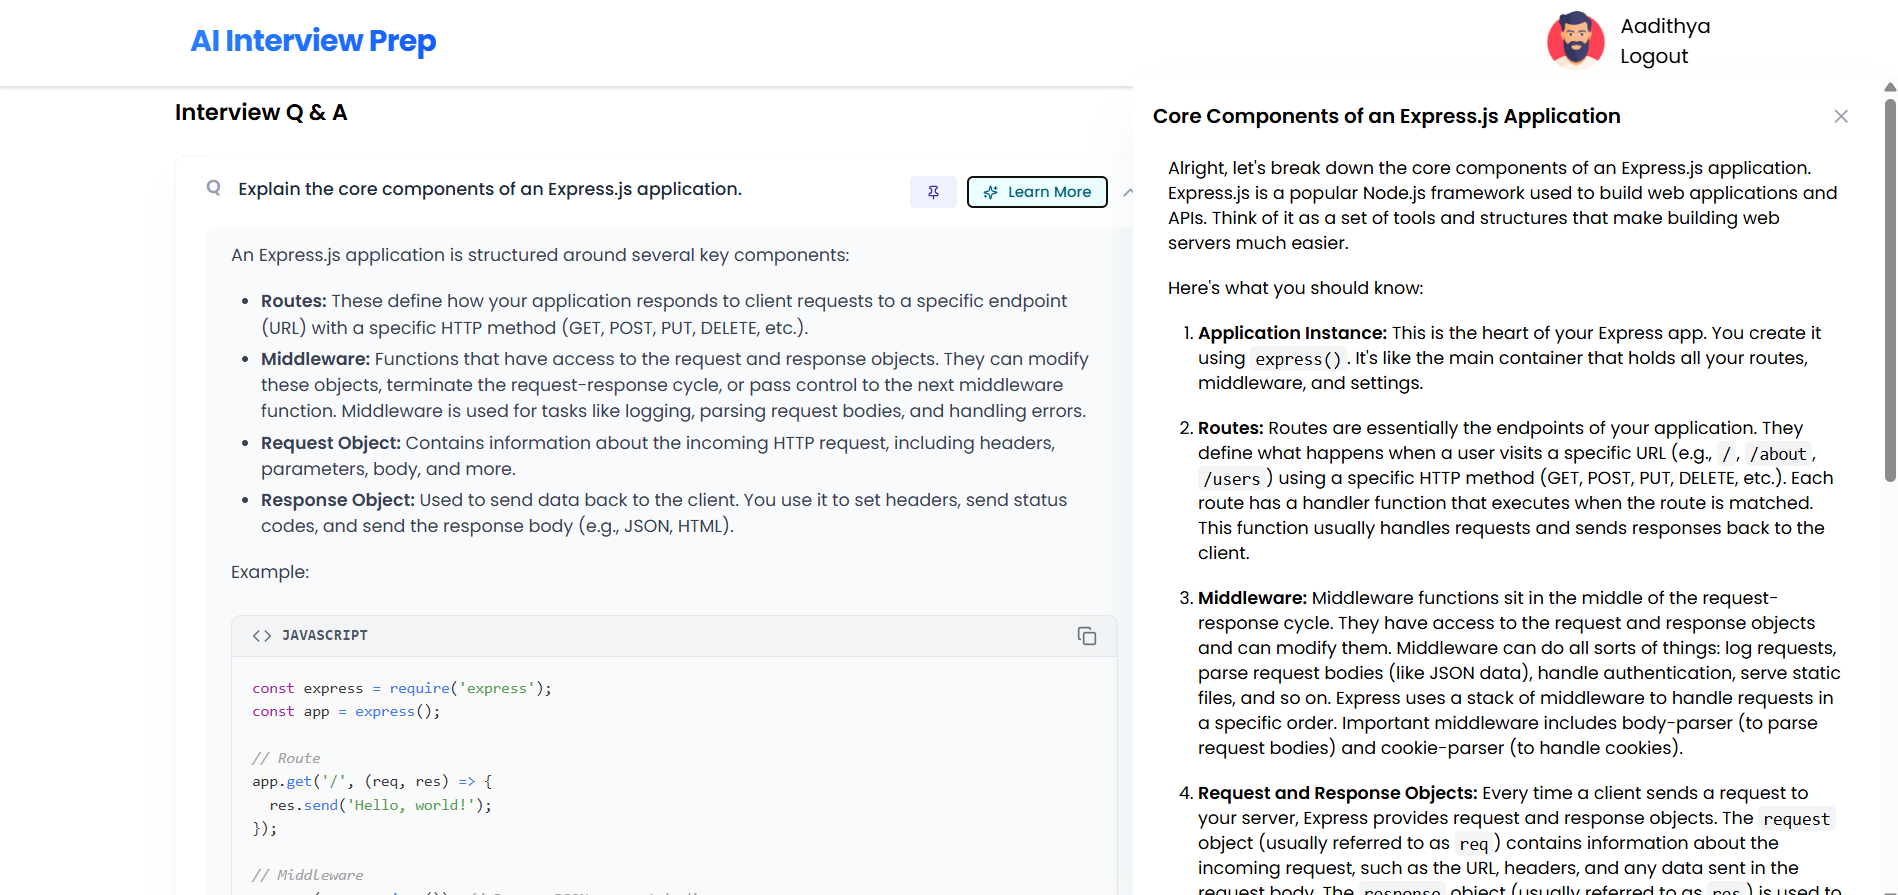 AI Interview Prep
Aadithya
Logout
Interview Q & A
Q Explain the core components of an Express.js application.
Learn More
An Express.js application is structured around several key components:
• Routes: These define how your application responds to client requests to a specific endpoint
(URL) with a specific HTTP method (GET, POST, PUT, DELETE, etc.).
• Middleware: Functions that have access to the request and response objects. They can modify
these objects, terminate the request-response cycle, or pass control to the next middleware
function. Middleware is used for tasks like logging, parsing request bodies, and handling errors.
• Request Object: Contains information about the incoming HTTP request, including headers,
parameters, body, and more.
• Response Object: Used to send data back to the client. You use it to set headers, send status
codes, and send the response body (e.g., JSON, HTML).
Example:
<> JAVASCRIPT
const express = require('express');
const app = express();
// Route
app.get('/', (req, res) => {
  res.send('Hello, world!');
});
// Middleware
Core Components of an Express.js Application
Alright, let's break down the core components of an Express.js application.
Express.js is a popular Node.js framework used to build web applications and
APIs. Think of it as a set of tools and structures that make building web
servers much easier.
Here's what you should know:
1. Application Instance: This is the heart of your Express app. You create it
using express(). It's like the main container that holds all your routes,
middleware, and settings.
2. Routes: Routes are essentially the endpoints of your application. They
define what happens when a user visits a specific URL (e.g., /, /about,
/users) using a specific HTTP method (GET, POST, PUT, DELETE, etc.). Each
route has a handler function that executes when the route is matched.
This function usually handles requests and sends responses back to the
client.
3. Middleware: Middleware functions sit in the middle of the request-
response cycle. They have access to the request and response objects
and can modify them. Middleware can do all sorts of things: log requests,
parse request bodies (like JSON data), handle authentication, serve static
files, and so on. Express uses a stack of middleware to handle requests in
a specific order. Important middleware includes body-parser (to parse
request bodies) and cookie-parser (to handle cookies).
4. Request and Response Objects: Every time a client sends a request to
your server, Express provides request and response objects. The request
object (usually referred to as req) contains information about the
incoming request, such as the URL, headers, and any data sent in the
request body. The response object (usually referred to as res) is used to